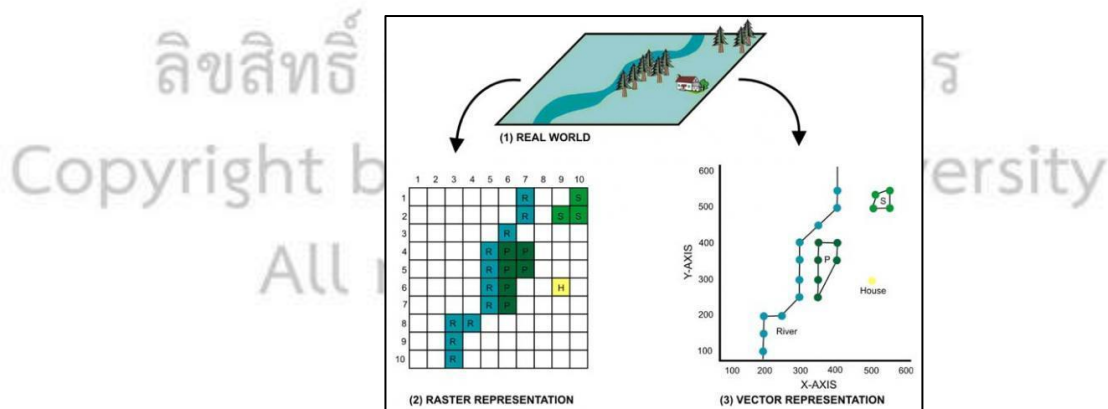 ลิขสิทธิ์ ร
Copyright b ersity
All
(1) REAL WORLD
1 2 3 4 5 6 7 8 9 10
1 R S
2 R S S
3 R
4 R P P
5 R P P
6 R P H
7 R P
8 R R
9 R
10 R
(2) RASTER REPRESENTATION
600
500
400
300
200
100
Y-AXIS
S
P
House
River
100 200 300 400 500 600
X-AXIS
(3) VECTOR REPRESENTATION